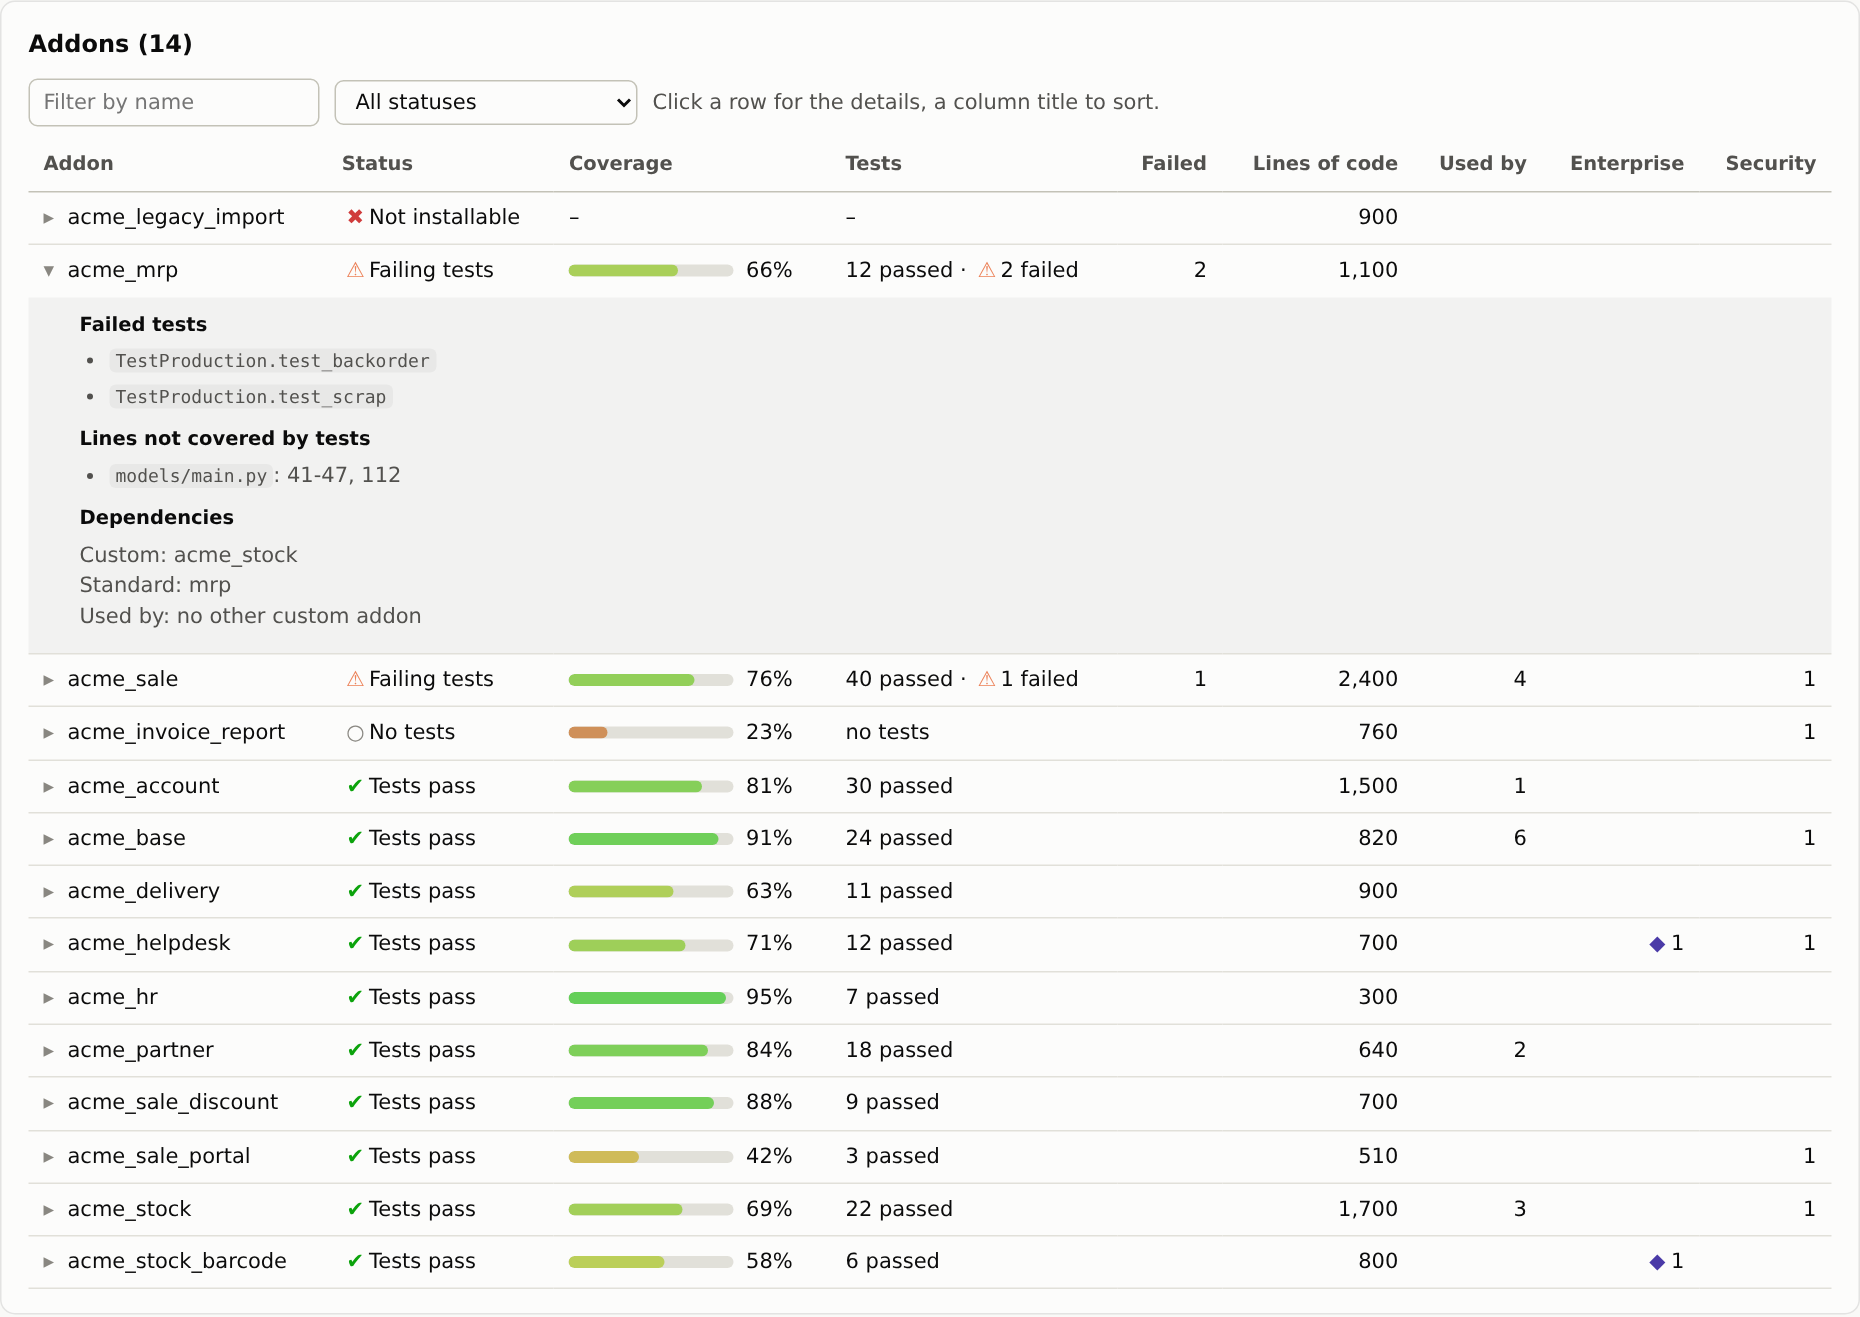 Addons (14)
Filter by name All statuses Click a row for the details, a column title to sort.
Addon Status Coverage Tests Failed Lines of code Used by Enterprise Security
▸ acme_legacy_import ✖ Not installable – – 900
▾ acme_mrp ⚠ Failing tests 66% 12 passed · ⚠ 2 failed 2 1,100
Failed tests
• TestProduction.test_backorder
• TestProduction.test_scrap
Lines not covered by tests
• models/main.py: 41-47, 112
Dependencies
Custom: acme_stock
Standard: mrp
Used by: no other custom addon
▸ acme_sale ⚠ Failing tests 76% 40 passed · ⚠ 1 failed 1 2,400 4 1
▸ acme_invoice_report ○ No tests 23% no tests 760 1
▸ acme_account ✔ Tests pass 81% 30 passed 1,500 1
▸ acme_base ✔ Tests pass 91% 24 passed 820 6 1
▸ acme_delivery ✔ Tests pass 63% 11 passed 900
▸ acme_helpdesk ✔ Tests pass 71% 12 passed 700 ◆ 1 1
▸ acme_hr ✔ Tests pass 95% 7 passed 300
▸ acme_partner ✔ Tests pass 84% 18 passed 640 2
▸ acme_sale_discount ✔ Tests pass 88% 9 passed 700
▸ acme_sale_portal ✔ Tests pass 42% 3 passed 510 1
▸ acme_stock ✔ Tests pass 69% 22 passed 1,700 3 1
▸ acme_stock_barcode ✔ Tests pass 58% 6 passed 800 ◆ 1